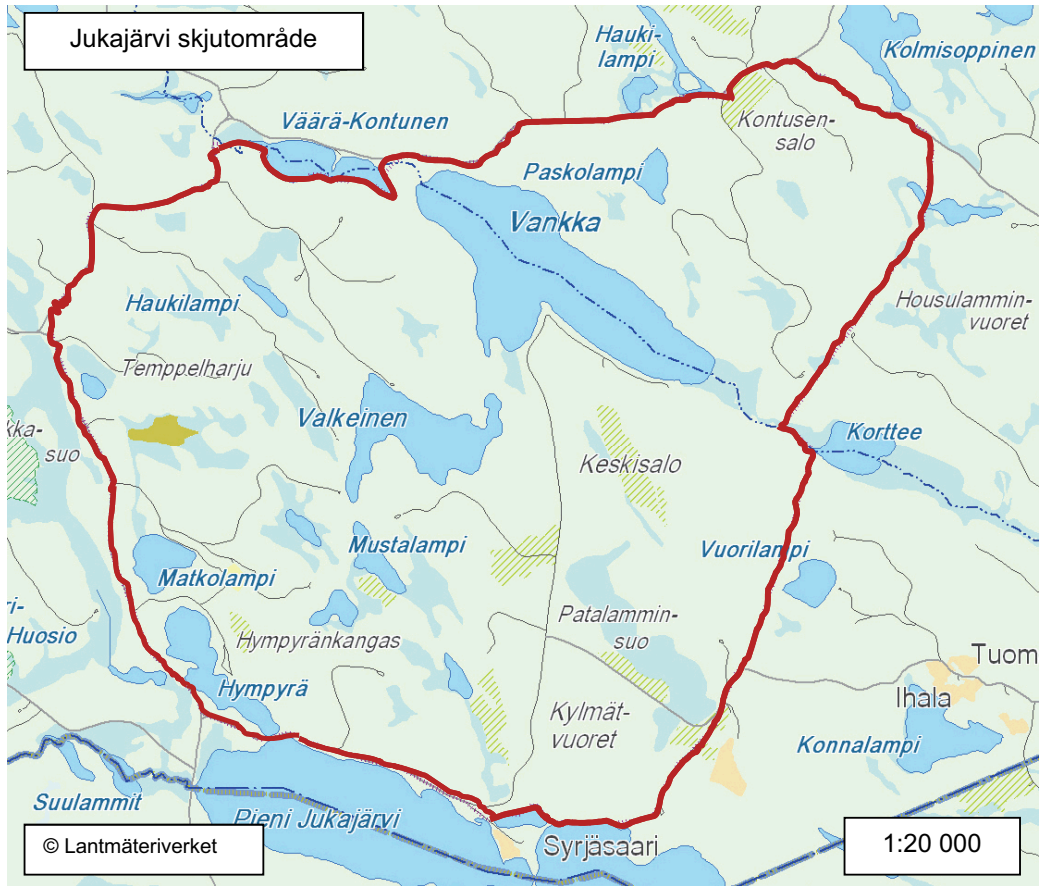 Jukajärvi skjutområde
Hauki-
lampi
Kolmisoppinen
Väärä-Kontunen
Kontusen-
salo
Paskolampi
Vankka
Haukilampi
Housulammin-
vuoret
Temppelharju
Valkeinen
kka-
suo
Korttee
Keskisalo
Mustalampi
Vuorilampi
Matkolampi
ri-
Huosio
Hympyränkangas
Patalammin-
suo
Tuom
Hympyrä
Ihala
Kylmät-
vuoret
Konnalampi
Suulammit
Pieni Jukajärvi
Syrjäsaari
© Lantmäteriverket
1:20 000